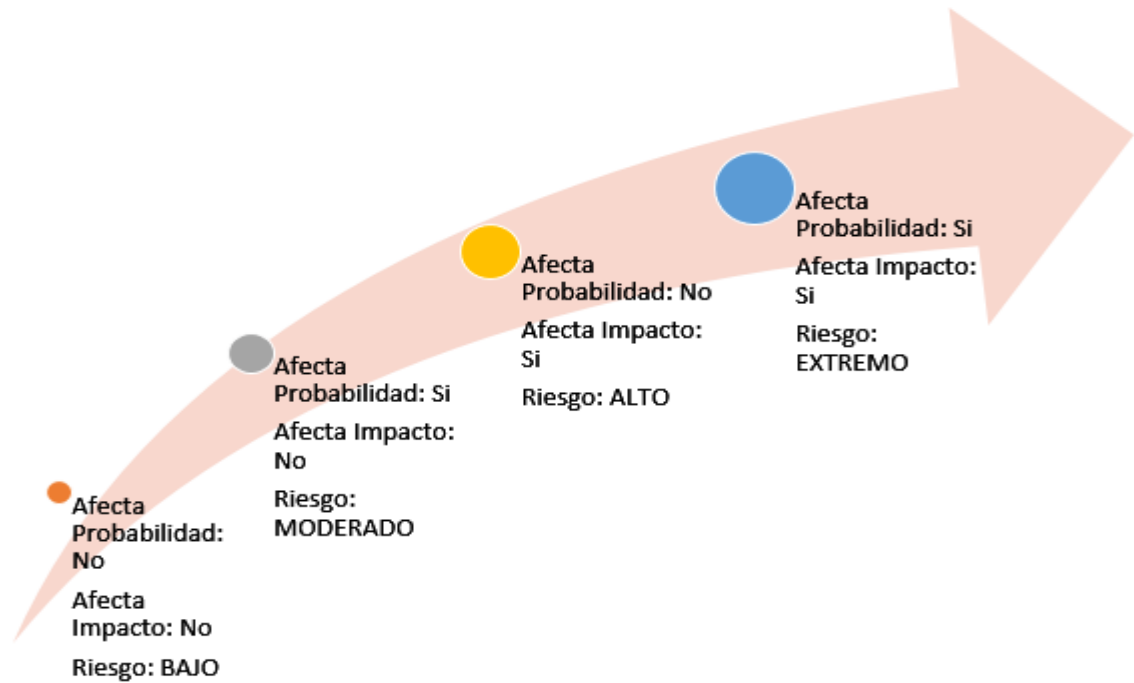 Afecta
Probabilidad:
No
Afecta
Impacto: No
Riesgo: BAJO
Afecta
Probabilidad: Si
Afecta Impacto:
No
Riesgo:
MODERADO
Afecta
Probabilidad: No
Afecta Impacto:
Si
Riesgo: ALTO
Afecta
Probabilidad: Si
Afecta Impacto:
Si
Riesgo:
EXTREMO